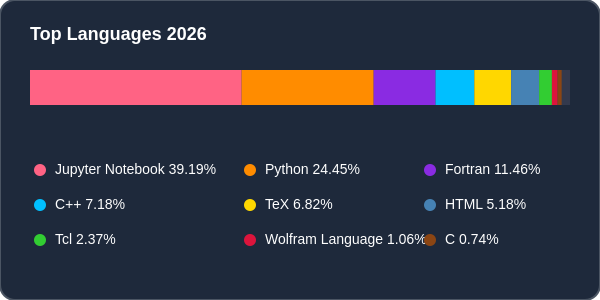 Top Languages 2026
Jupyter Notebook 39.19% Python 24.45% Fortran 11.46%
C++ 7.18% TeX 6.82% HTML 5.18%
Tcl 2.37% Wolfram Language 1.06% C 0.74%